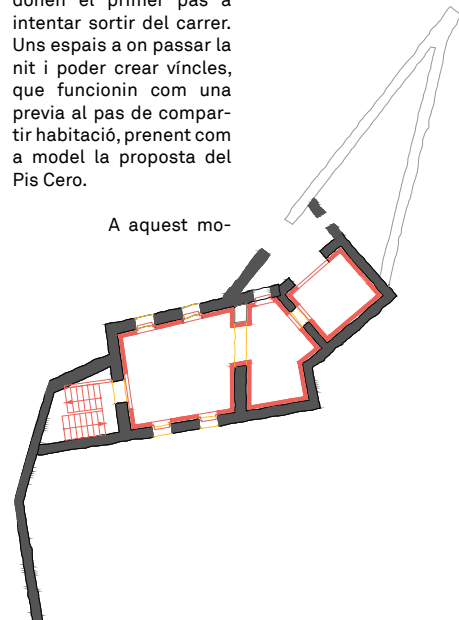 donen el primer pas a
intentar sortir del carrer.
Uns espais a on passar la
nit i poder crear víncles,
que funcionin com una
previa al pas de compar-
tir habitació, prenent com
a model la proposta del
Pis Cero.
A aquest mo-